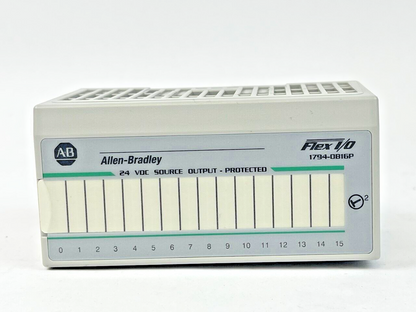 AB
Allen-Bradley
Flex I/O
1794-OB16P
24 VDC SOURCE OUTPUT - PROTECTED
2
0 1 2 3 4 5 6 7 8 9 10 11 12 13 14 15